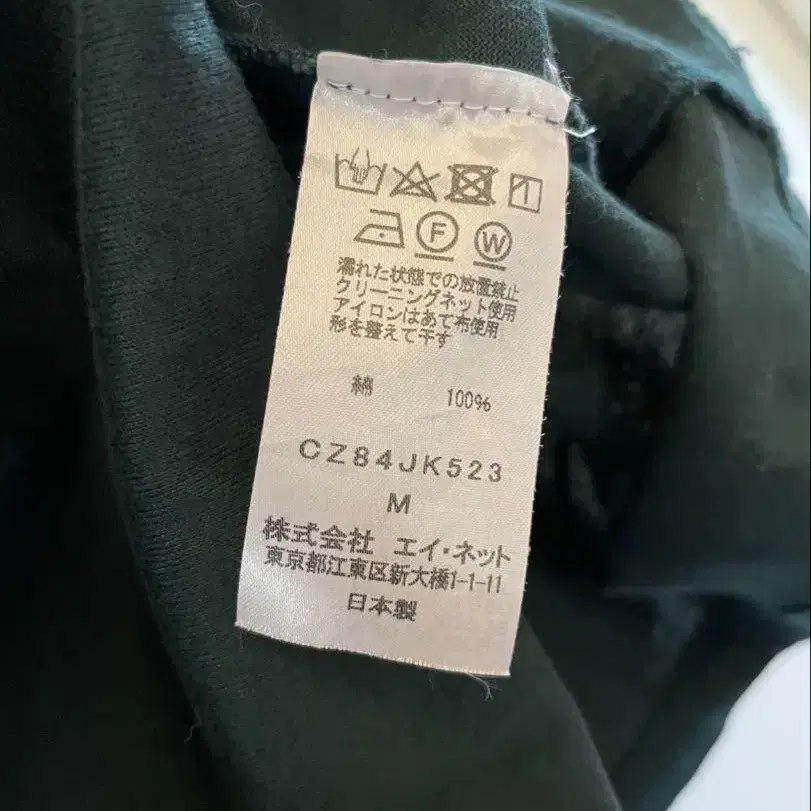 F W
濡れた状態での放置禁止
クリーニングネット使用
アイロンはあて布使用
形を整えて干す
綿 100%
CZ84JK523
M
株式会社 エイ・ネット
東京都江東区新大橋1-1-11
日本製